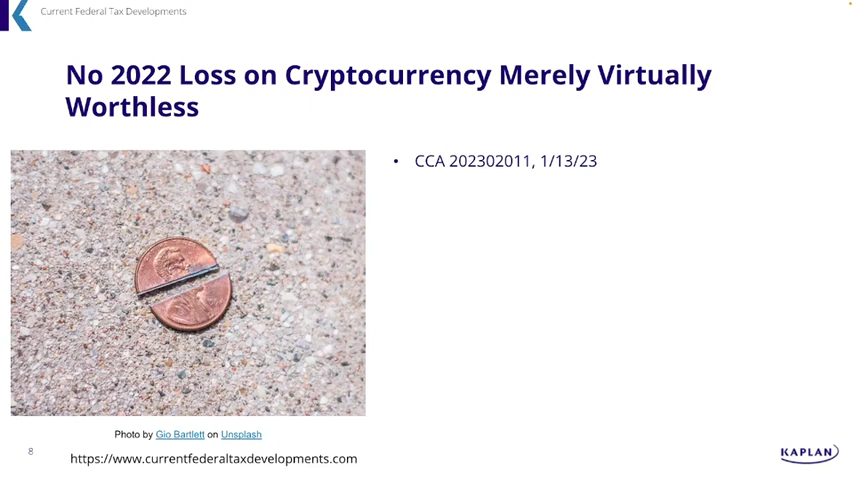 Current Federal Tax Developments
No 2022 Loss on Cryptocurrency Merely Virtually
Worthless
• CCA 202302011, 1/13/23
Photo by Gio Bartlett on Unsplash
8
https://www.currentfederaltaxdevelopments.com
KAPLAN